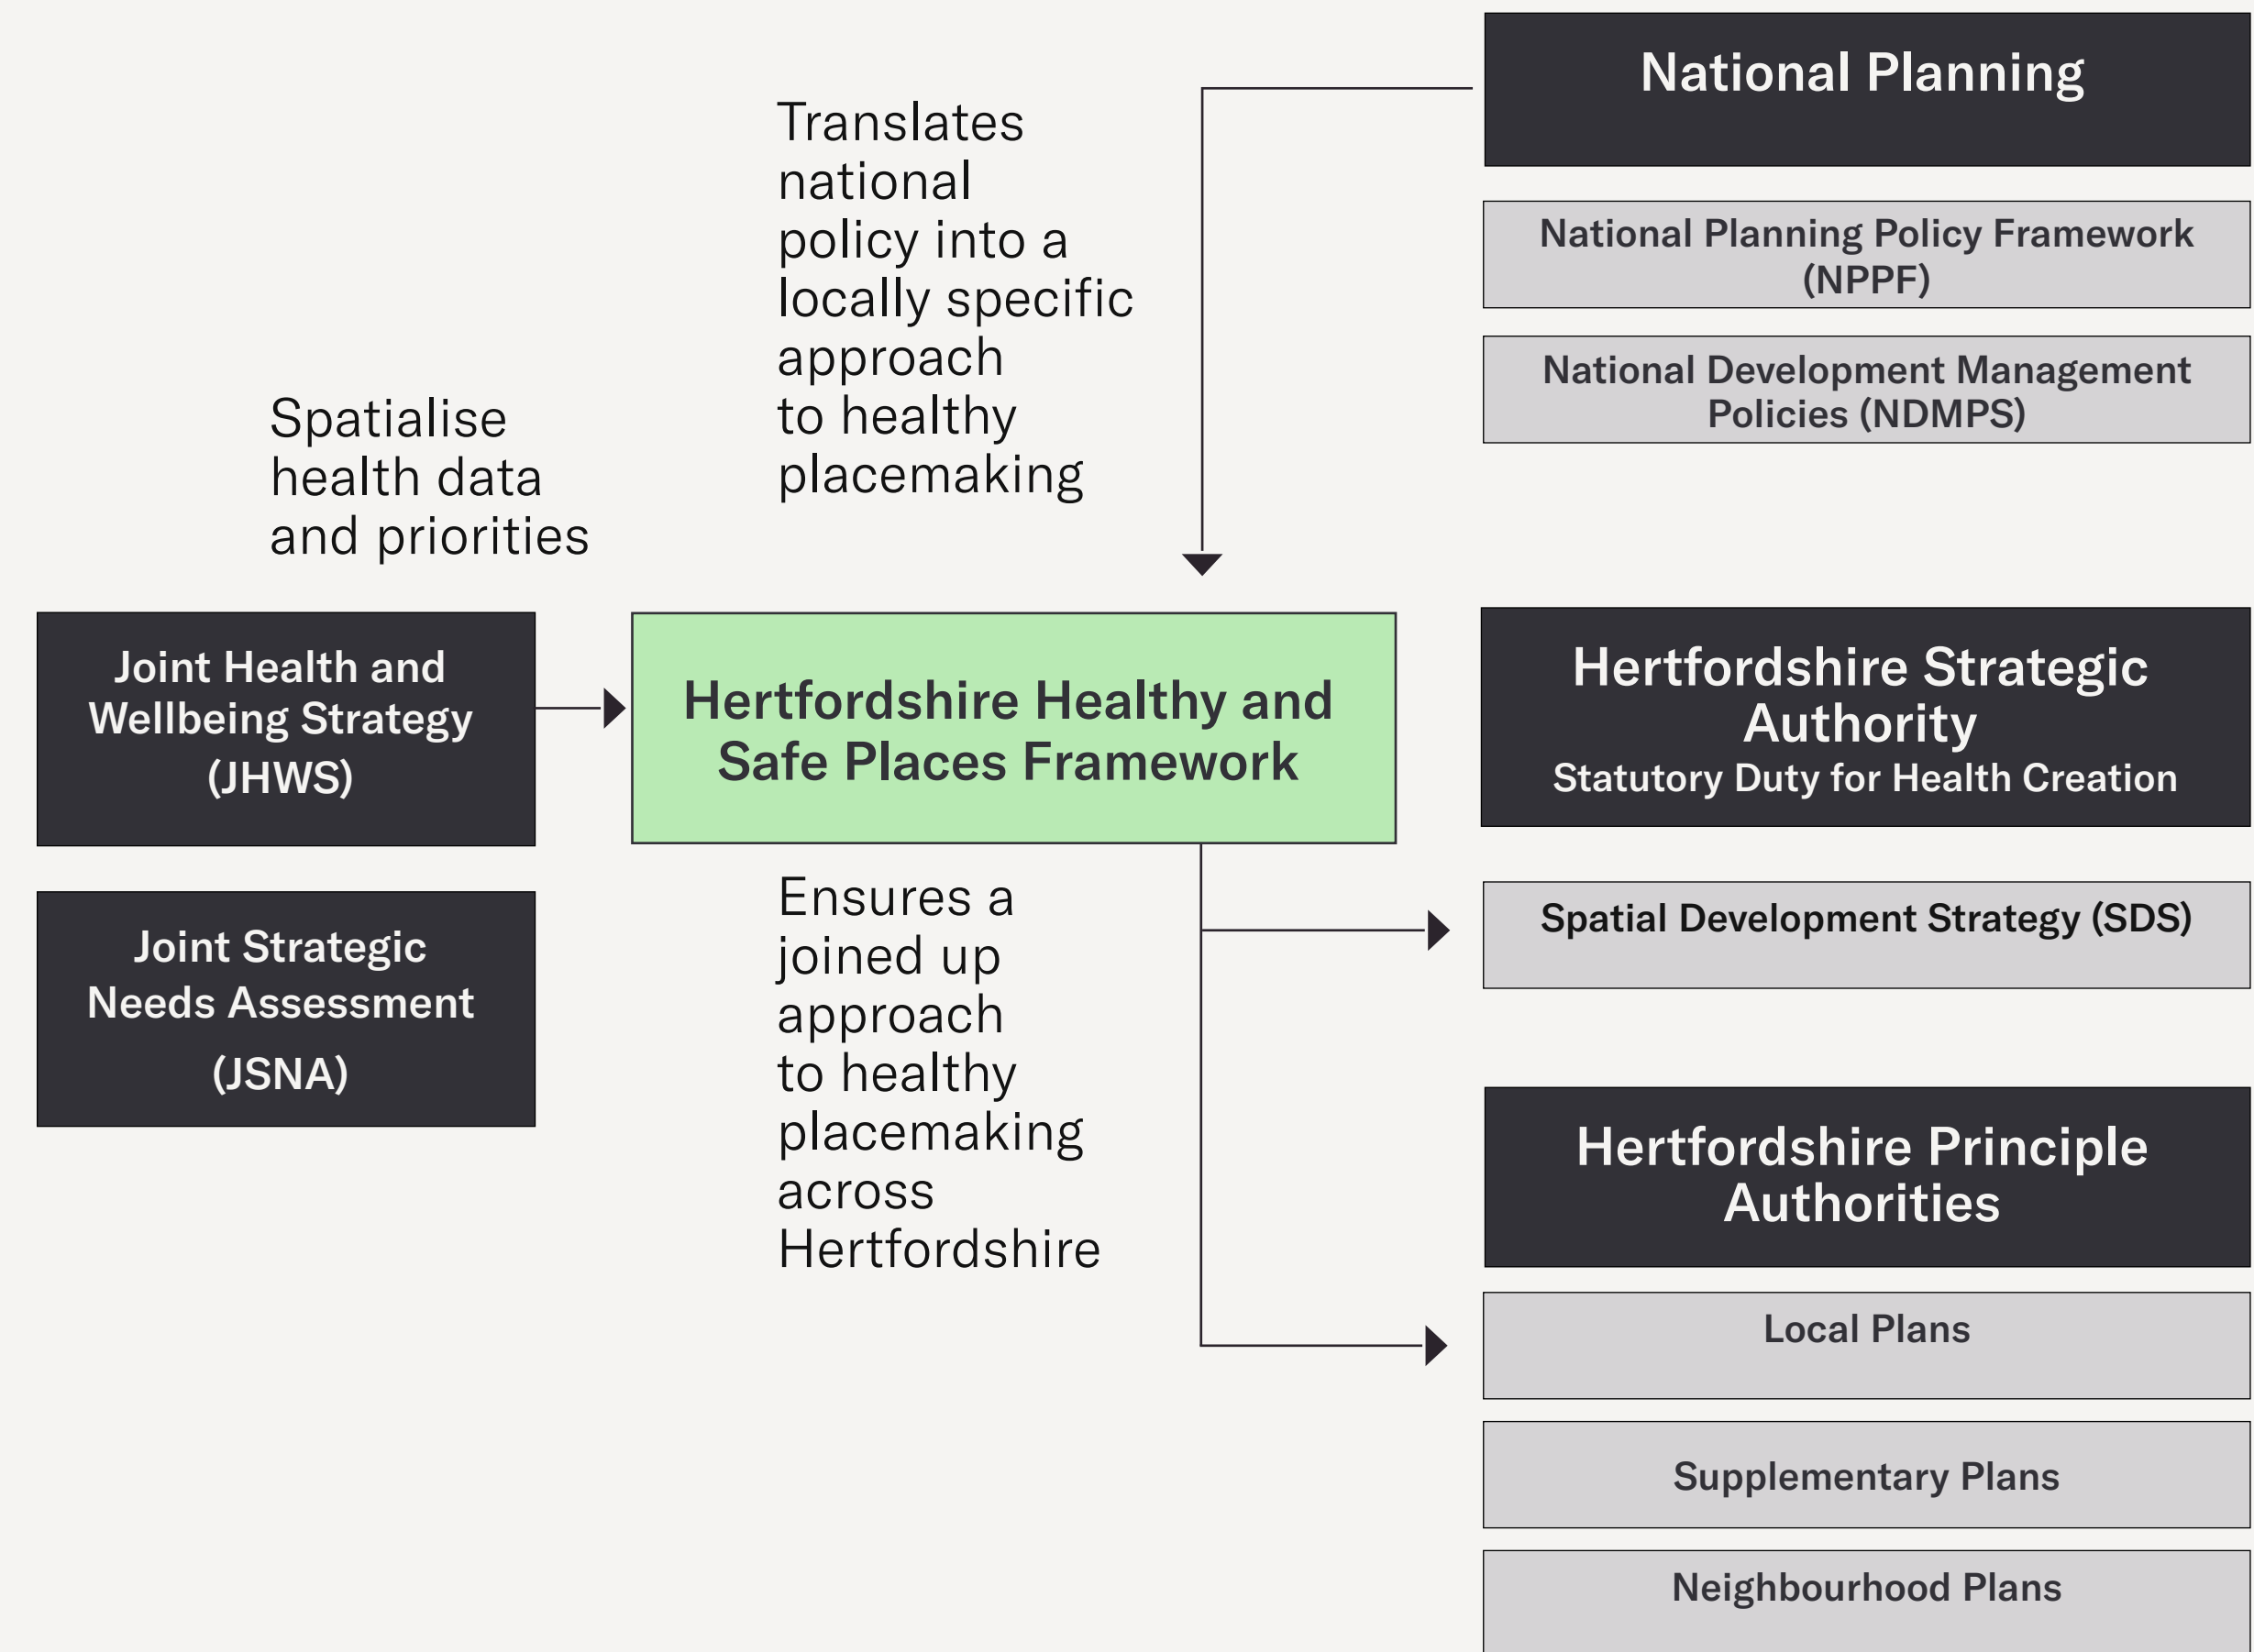 National Planning
National Planning Policy Framework
(NPPF)
National Development Management
Policies (NDMPS)
Translates
national
policy into a
locally specific
approach
to healthy
placemaking
Spatialise
health data
and priorities
Joint Health and
Wellbeing Strategy
(JHWS)
Joint Strategic
Needs Assessment
(JSNA)
Hertfordshire Healthy and
Safe Places Framework
Ensures a
joined up
approach
to healthy
placemaking
across
Hertfordshire
Hertfordshire Strategic
Authority
Statutory Duty for Health Creation
Spatial Development Strategy (SDS)
Hertfordshire Principle
Authorities
Local Plans
Supplementary Plans
Neighbourhood Plans